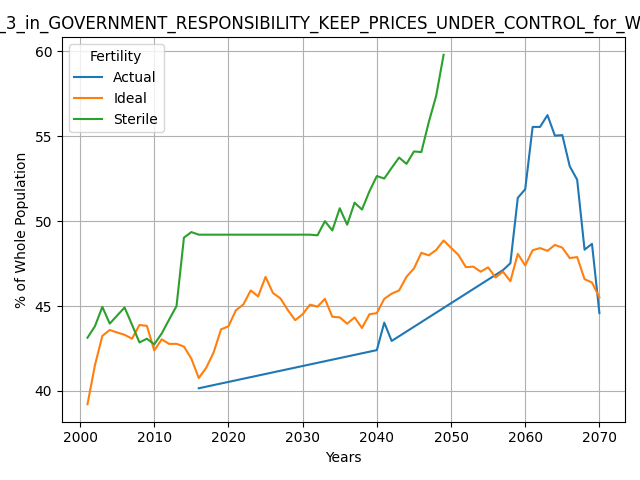 _3_in_GOVERNMENT_RESPONSIBILITY_KEEP_PRICES_UNDER_CONTROL_for_W
Fertility
Actual
Ideal
Sterile
% of Whole Population
60
55
50
45
40
2000 2010 2020 2030 2040 2050 2060 2070
Years